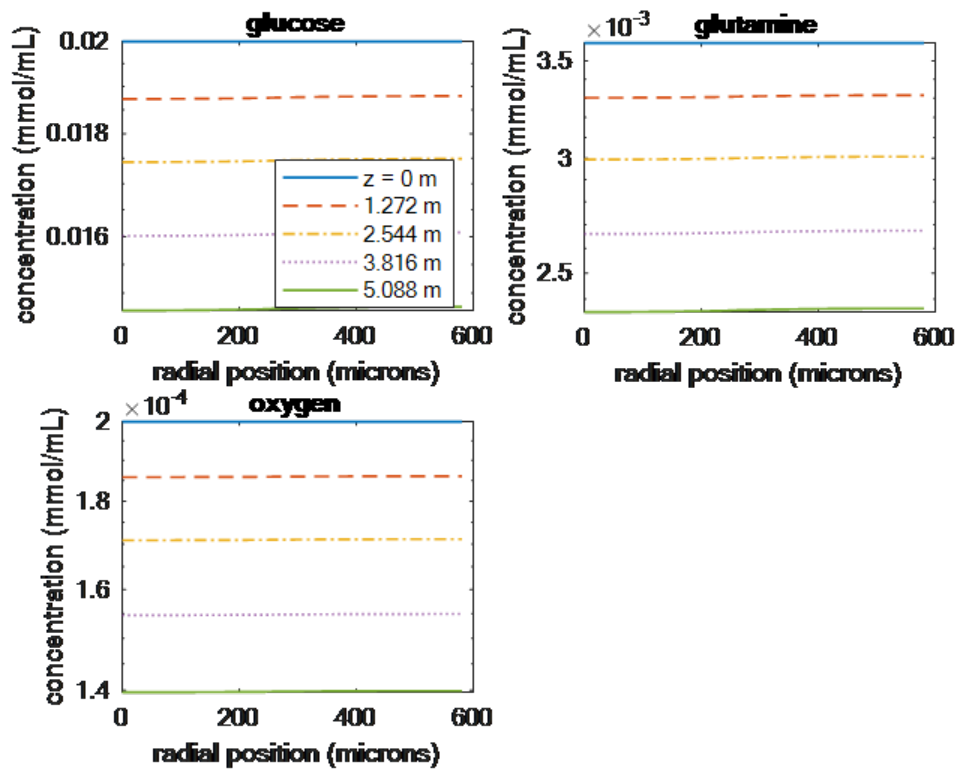 glucose
concentration (mmol/mL)
0.02
0.018
0.016
z = 0 m
1.272 m
2.544 m
3.816 m
5.088 m
0 200 400 600
radial position (microns)
× 10-3
glutamine
concentration (mmol/mL)
3.5
3
2.5
0 200 400 600
radial position (microns)
× 10-4
oxygen
concentration (mmol/mL)
2
1.8
1.6
1.4
0 200 400 600
radial position (microns)